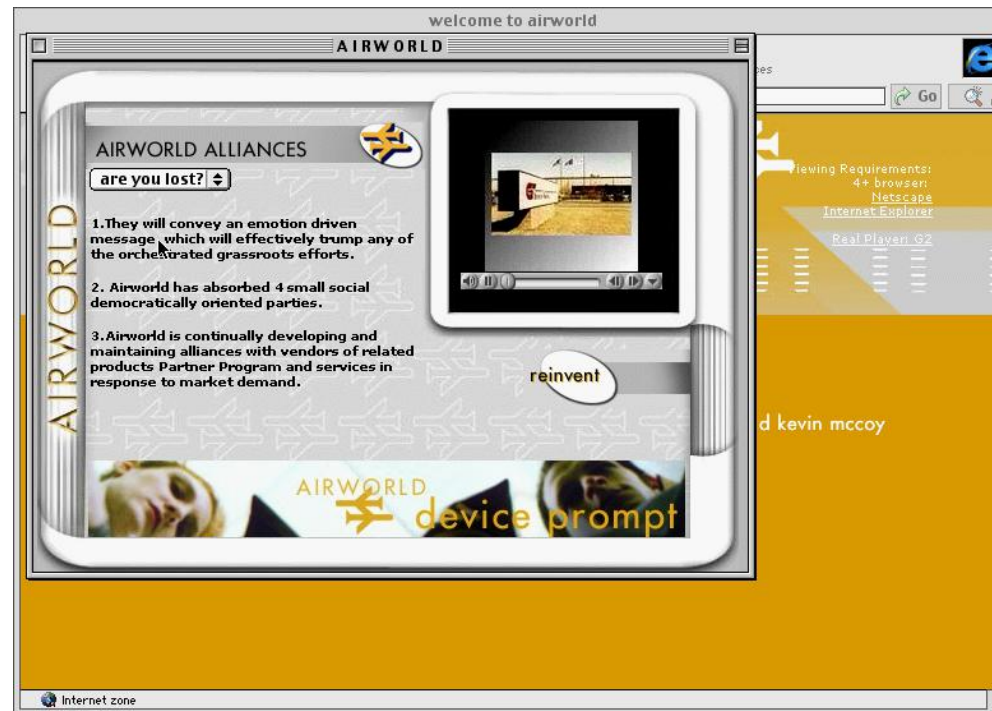 welcome to airworld
AIRWORLD
Go
AIRWORLD ALLIANCES
are you lost?
AIRWORLD
1.They will convey an emotion driven
message which will effectively trump any of
the orchestrated grassroots efforts.
2. Airworld has absorbed 4 small social
democratically oriented parties.
3.Airworld is continually developing and
maintaining alliances with vendors of related
products Partner Program and services in
response to market demand.
reinvent
AIRWORLD
device prompt
Viewing Requirements:
4+ browser:
Netscape
Internet Explorer
Real Player: G2
d kevin mccoy
Internet zone